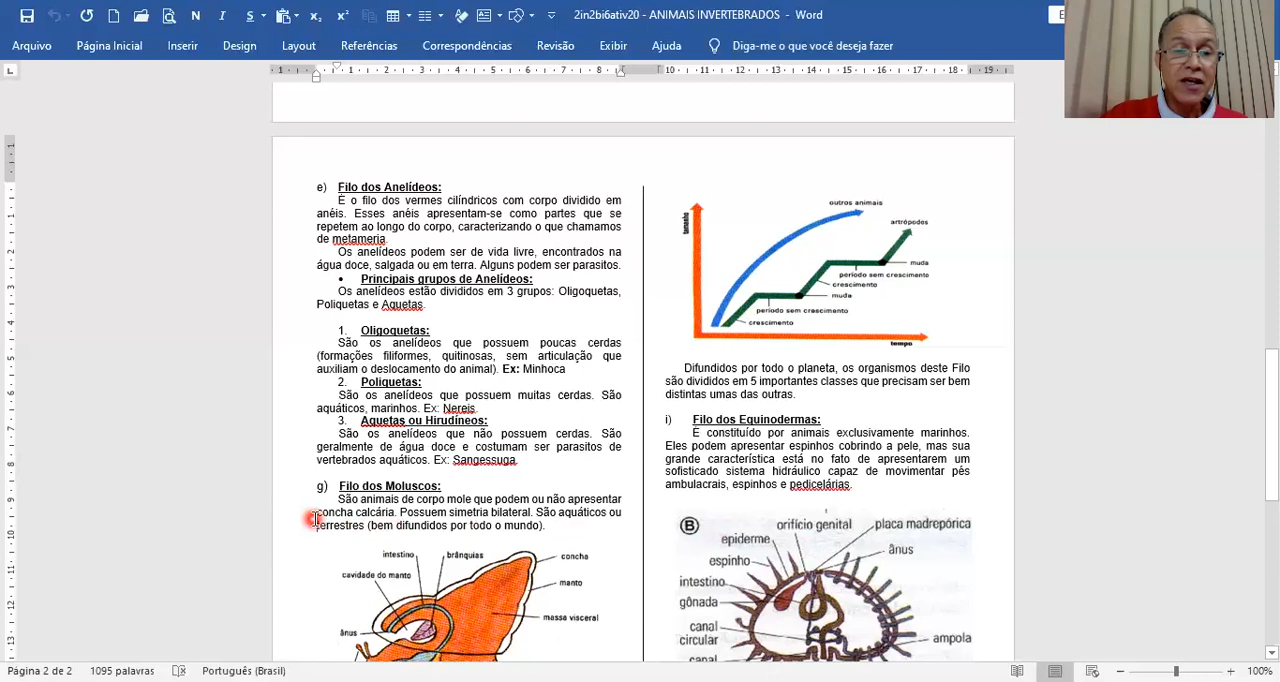 2in2bi6ativ20 - ANIMAIS INVERTEBRADOS - Word
Arquivo Página Inicial Inserir Design Layout Referências Correspondências Revisão Exibir Ajuda Diga-me o que você deseja fazer
e) Filo dos Anelídeos:
É o filo dos vermes cilíndricos com corpo dividido em
anéis. Esses anéis apresentam-se como partes que se
repetem ao longo do corpo, caracterizando o que chamamos
de metameria.
Os anelídeos podem ser de vida livre, encontrados na
água doce, salgada ou em terra. Alguns podem ser parasitos.
• Principais grupos de Anelídeos:
Os anelídeos estão divididos em 3 grupos: Oligoquetas,
Poliquetas e Aquetas.
1. Oligoquetas:
São os anelídeos que possuem poucas cerdas
(formações filiformes, quitinosas, sem articulação que
auxiliam o deslocamento do animal). Ex: Minhoca
2. Poliquetas:
São os anelídeos que possuem muitas cerdas. São
aquáticos, marinhos. Ex: Nereis.
3. Aquetas ou Hirudíneos:
São os anelídeos que não possuem cerdas. São
geralmente de água doce e costumam ser parasitos de
vertebrados aquáticos. Ex: Sangessuga.
g) Filo dos Moluscos:
São animais de corpo mole que podem ou não apresentar
concha calcária. Possuem simetria bilateral. São aquáticos ou
terrestres (bem difundidos por todo o mundo).
intestino
brânquias
concha
cavidade do manto
manto
massa visceral
ânus
tamanho
outros animais
artrópodes
muda
período sem crescimento
crescimento
muda
período sem crescimento
crescimento
tempo
Difundidos por todo o planeta, os organismos deste Filo
são divididos em 5 importantes classes que precisam ser bem
distintas umas das outras.
i) Filo dos Equinodermas:
É constituído por animais exclusivamente marinhos.
Eles podem apresentar espinhos cobrindo a pele, mas sua
grande característica está no fato de apresentarem um
sofisticado sistema hidráulico capaz de movimentar pés
ambulacrais, espinhos e pedicelárias.
B
orifício genital
placa madrepórica
epiderme
ânus
espinho
intestino
gônada
canal
circular
ampola
canal
Página 2 de 2 1095 palavras Português (Brasil) 100%